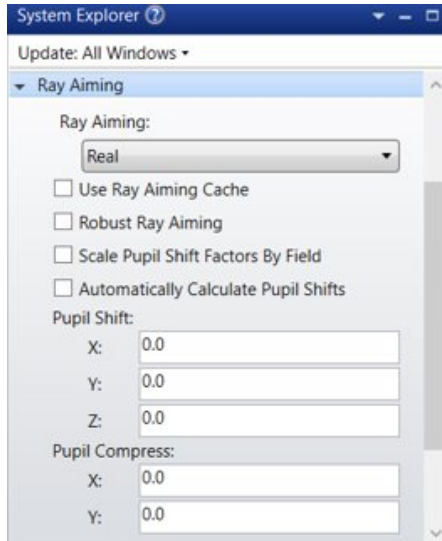 System Explorer ?
Update: All Windows
Ray Aiming
Ray Aiming:
Real
Use Ray Aiming Cache
Robust Ray Aiming
Scale Pupil Shift Factors By Field
Automatically Calculate Pupil Shifts
Pupil Shift:
X: 0.0
Y: 0.0
Z: 0.0
Pupil Compress:
X: 0.0
Y: 0.0